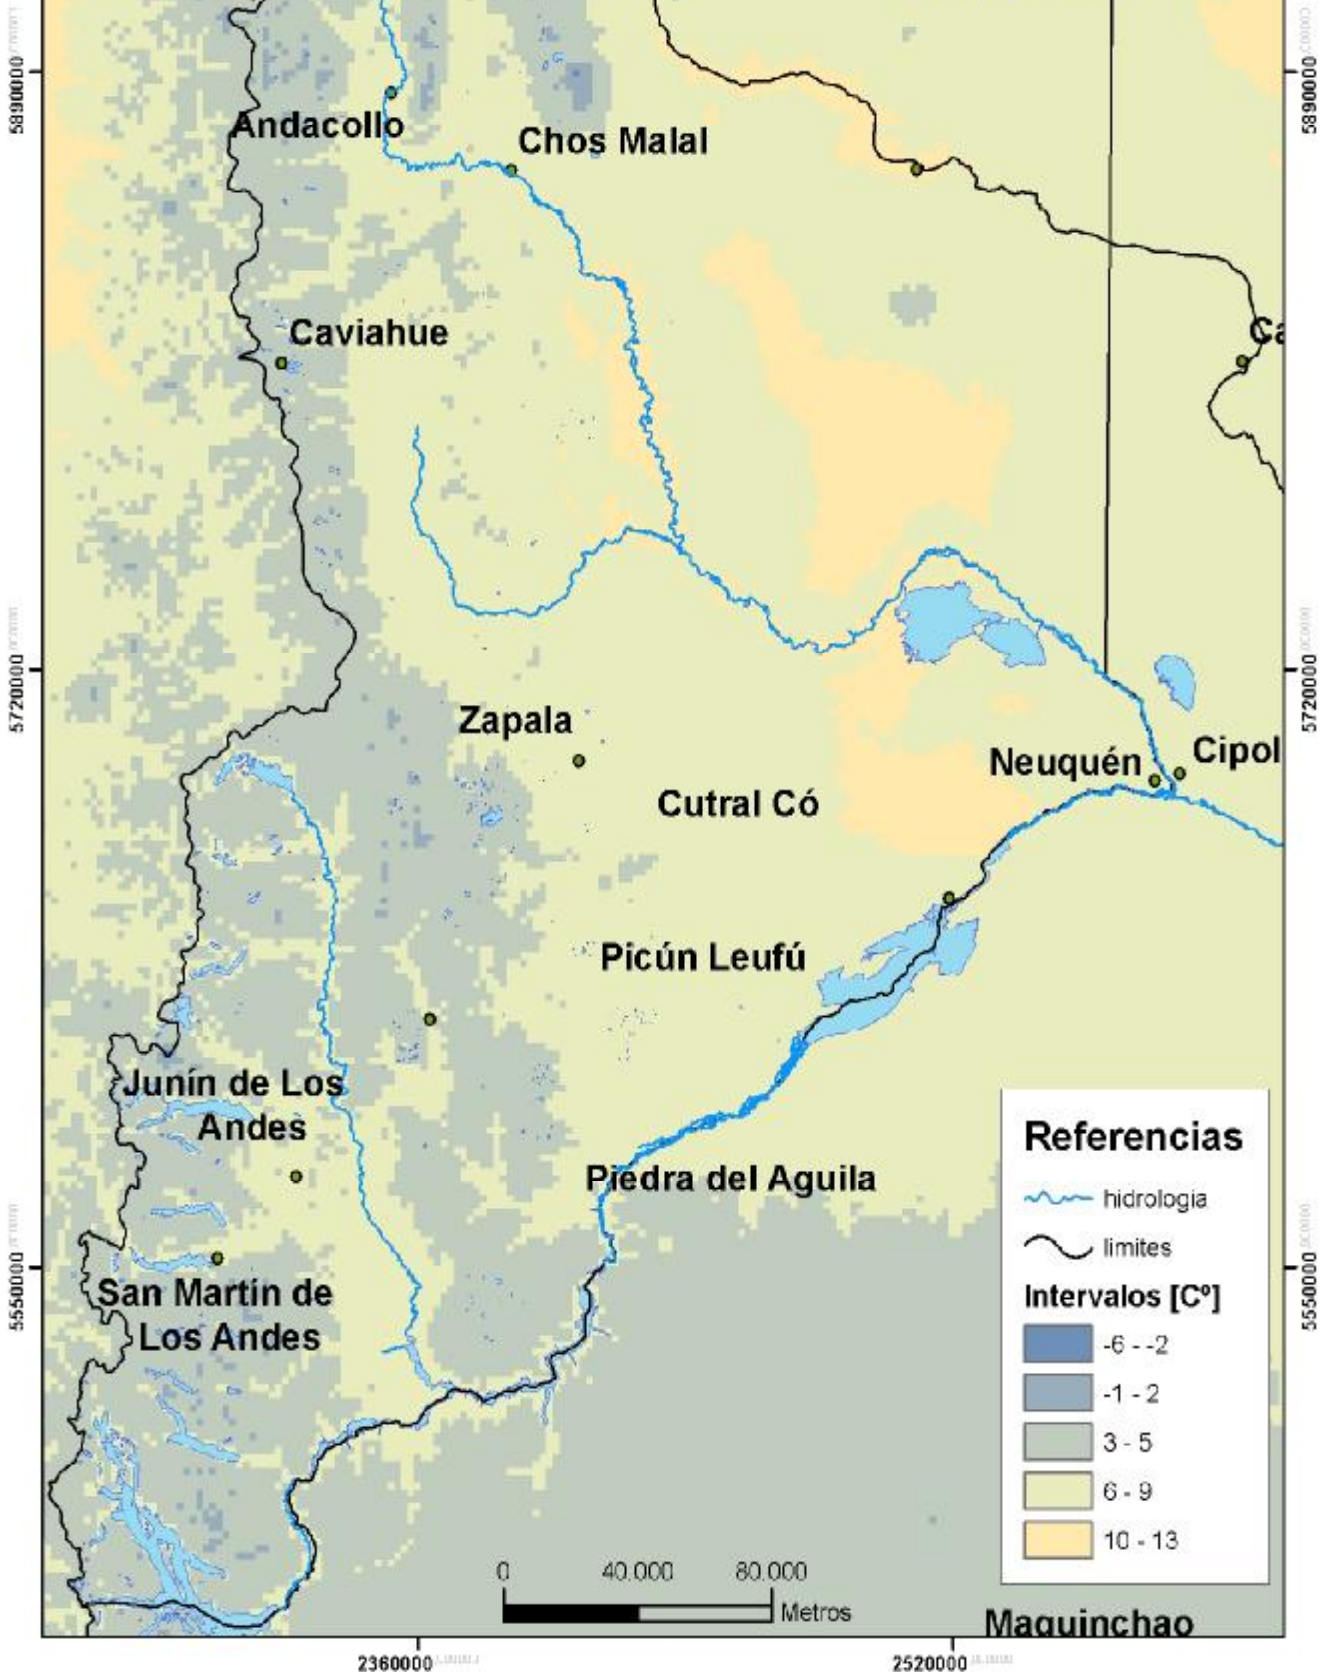 5890000
5890000
Andacollo
Chos Malal
Caviahue
Ca
5720000
5720000
Zapala
Neuquén
Cipol
Cutral Có
Picún Leufú
Junín de Los
Andes
Piedra del Aguila
5550000
5550000
San Martín de
Los Andes
Referencias
hidrologia
limites
Intervalos [Cº]
-6 - -2
-1 - 2
3 - 5
6 - 9
10 - 13
0 40.000 80.000
Metros
Maquinchao
2360000
2520000